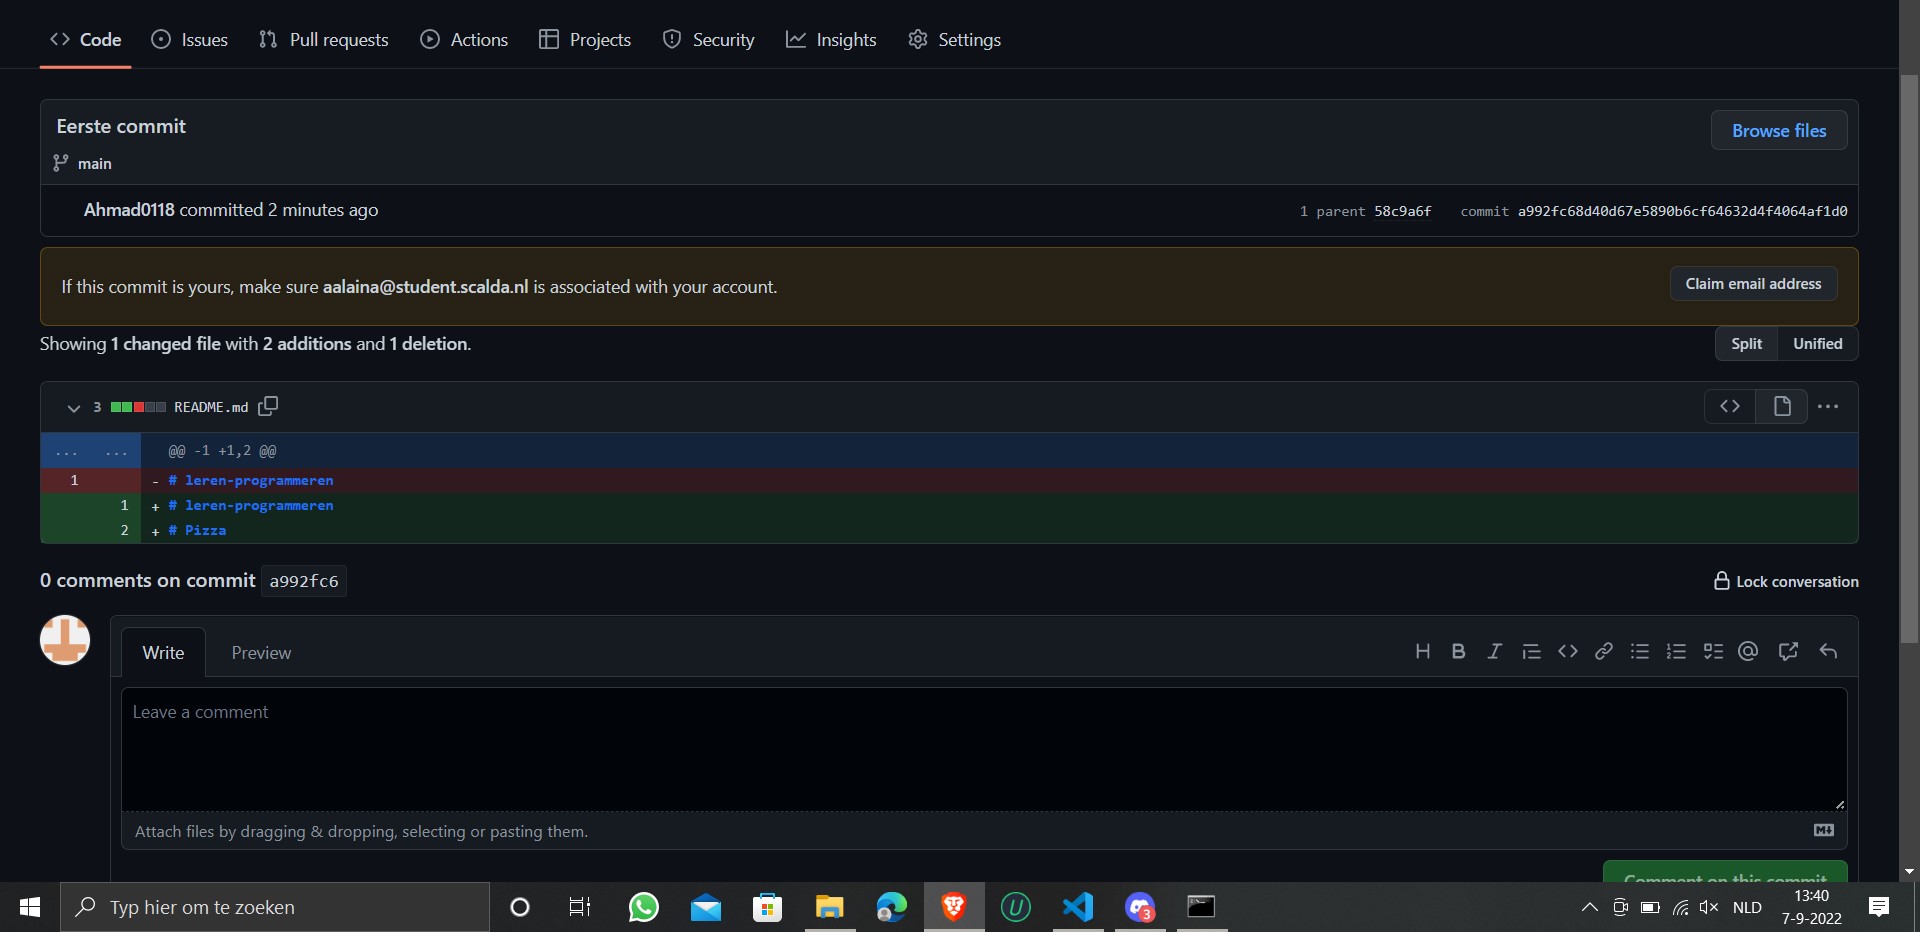 Code Issues Pull requests Actions Projects Security Insights Settings
Eerste commit
Browse files
main
Ahmad0118 committed 2 minutes ago 1 parent 58c9a6f commit a992fc68d40d67e5890b6cf64632d4f4064af1d0
If this commit is yours, make sure aalaina@student.scalda.nl is associated with your account. Claim email address
Showing 1 changed file with 2 additions and 1 deletion. Split Unified
3 README.md
... ... @@ -1 +1,2 @@
1 - # leren-programmeren
1 + # leren-programmeren
2 + # Pizza
0 comments on commit a992fc6 Lock conversation
Write Preview
Leave a comment
Attach files by dragging & dropping, selecting or pasting them.
Comment on this commit
Typ hier om te zoeken
3
NLD
13:40
7-9-2022